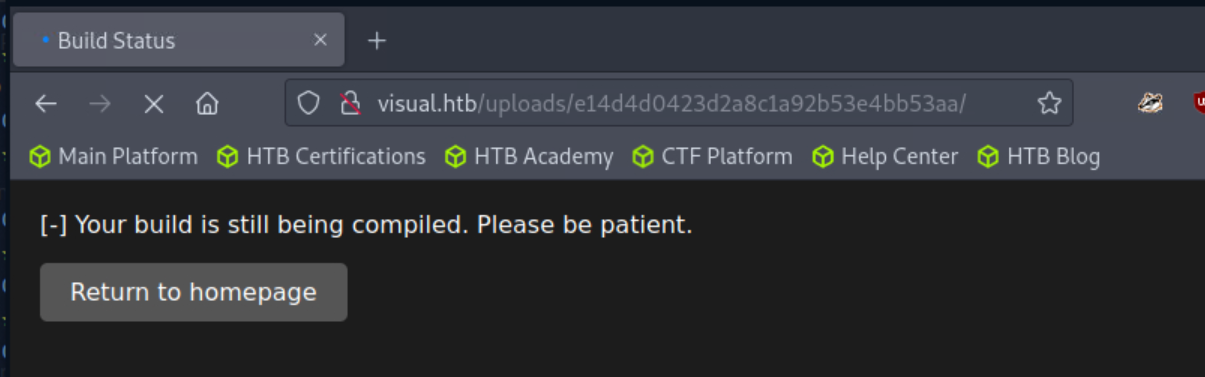 Build Status
visual.htb/uploads/e14d4d0423d2a8c1a92b53e4bb53aa/
Main Platform HTB Certifications HTB Academy CTF Platform Help Center HTB Blog
[-] Your build is still being compiled. Please be patient.
Return to homepage